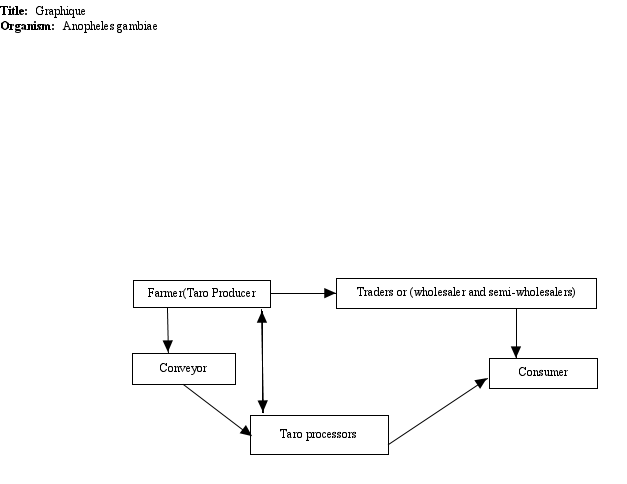 Title: Graphique
Organism: Anopheles gambiae
Farmer(Taro Producer
Traders or (wholesaler and semi-wholesalers)
Conveyor
Consumer
Taro processors